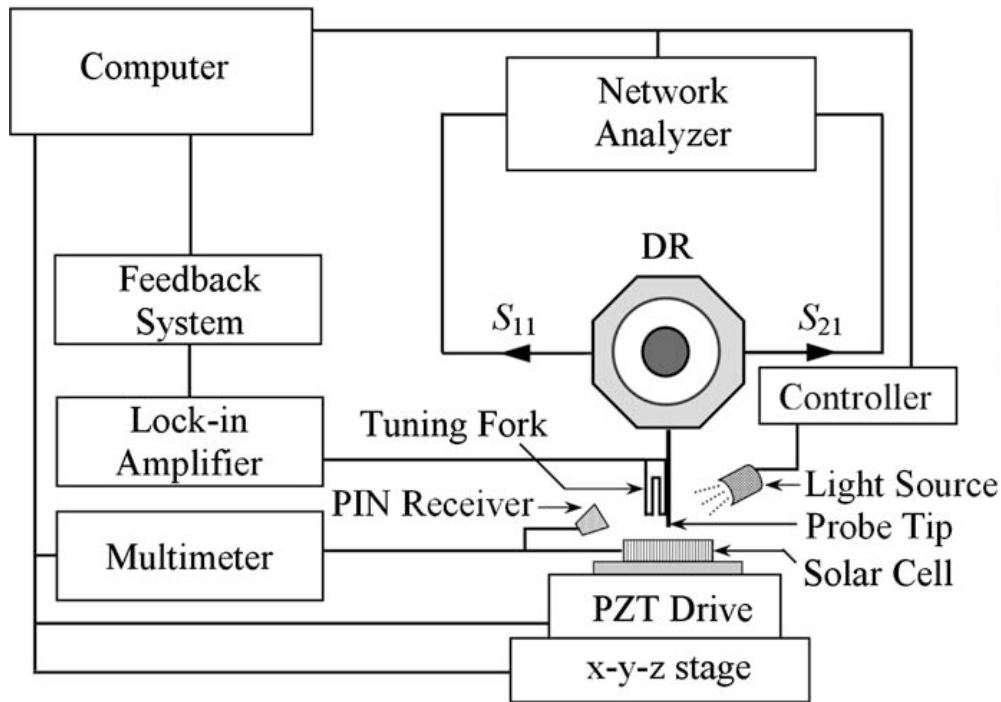 Computer
Network
Analyzer
DR
Feedback
System
S11
S21
Controller
Lock-in
Amplifier
Tuning Fork
PIN Receiver
Light Source
Probe Tip
Multimeter
Solar Cell
PZT Drive
x-y-z stage